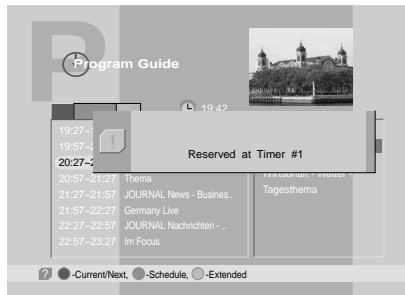 P
Program Guide
19:42
19:27~
19:57~
20:27~2
Reserved at Timer #1
20:57~21:27 Thema
Wirtschaft - Wetter -
21:27~21:57 JOURNAL News - Busines..
Tagesthema
21:57~22:27 Germany Live
22:27~22:57 JOURNAL Nachrichten - ..
22:57~23:27 Im Focus
? -Current/Next, -Schedule, -Extended